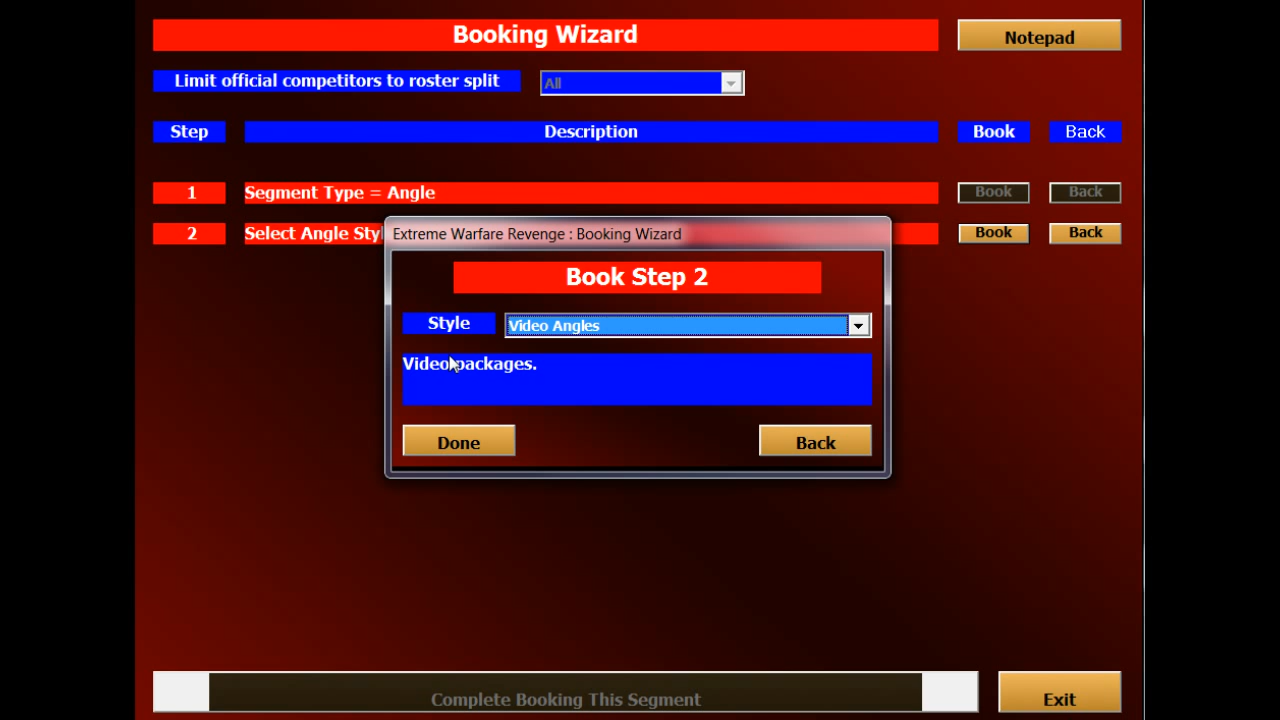 Booking Wizard
Notepad
Limit official competitors to roster split
All
Step Description Book Back
1 Segment Type = Angle Book Back
2 Select Angle Styl Book Back
Extreme Warfare Revenge : Booking Wizard
Book Step 2
Style Video Angles
Video packages.
Done Back
Complete Booking This Segment
Exit